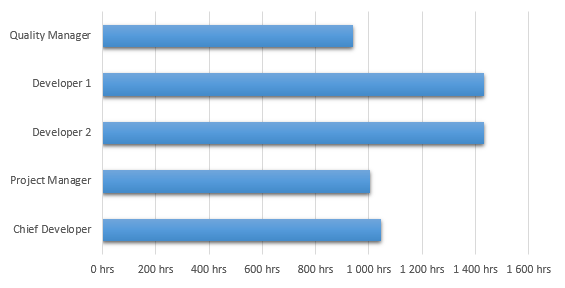 Quality Manager
Developer 1
Developer 2
Project Manager
Chief Developer
0 hrs 200 hrs 400 hrs 600 hrs 800 hrs 1 000 hrs 1 200 hrs 1 400 hrs 1 600 hrs